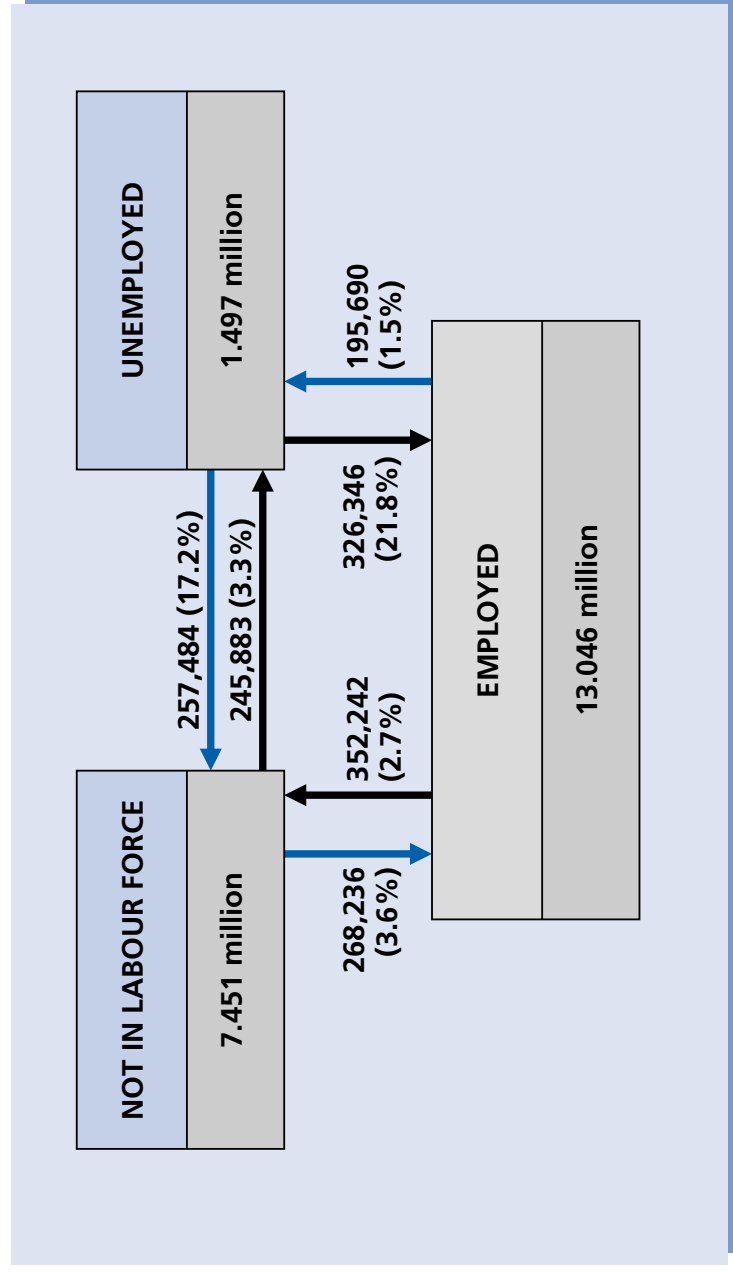 NOT IN LABOUR FORCE
7.451 million
UNEMPLOYED
1.497 million
257,484 (17.2%)
245,883 (3.3%)
268,236
(3.6%)
352,242
(2.7%)
326,346
(21.8%)
195,690
(1.5%)
EMPLOYED
13.046 million